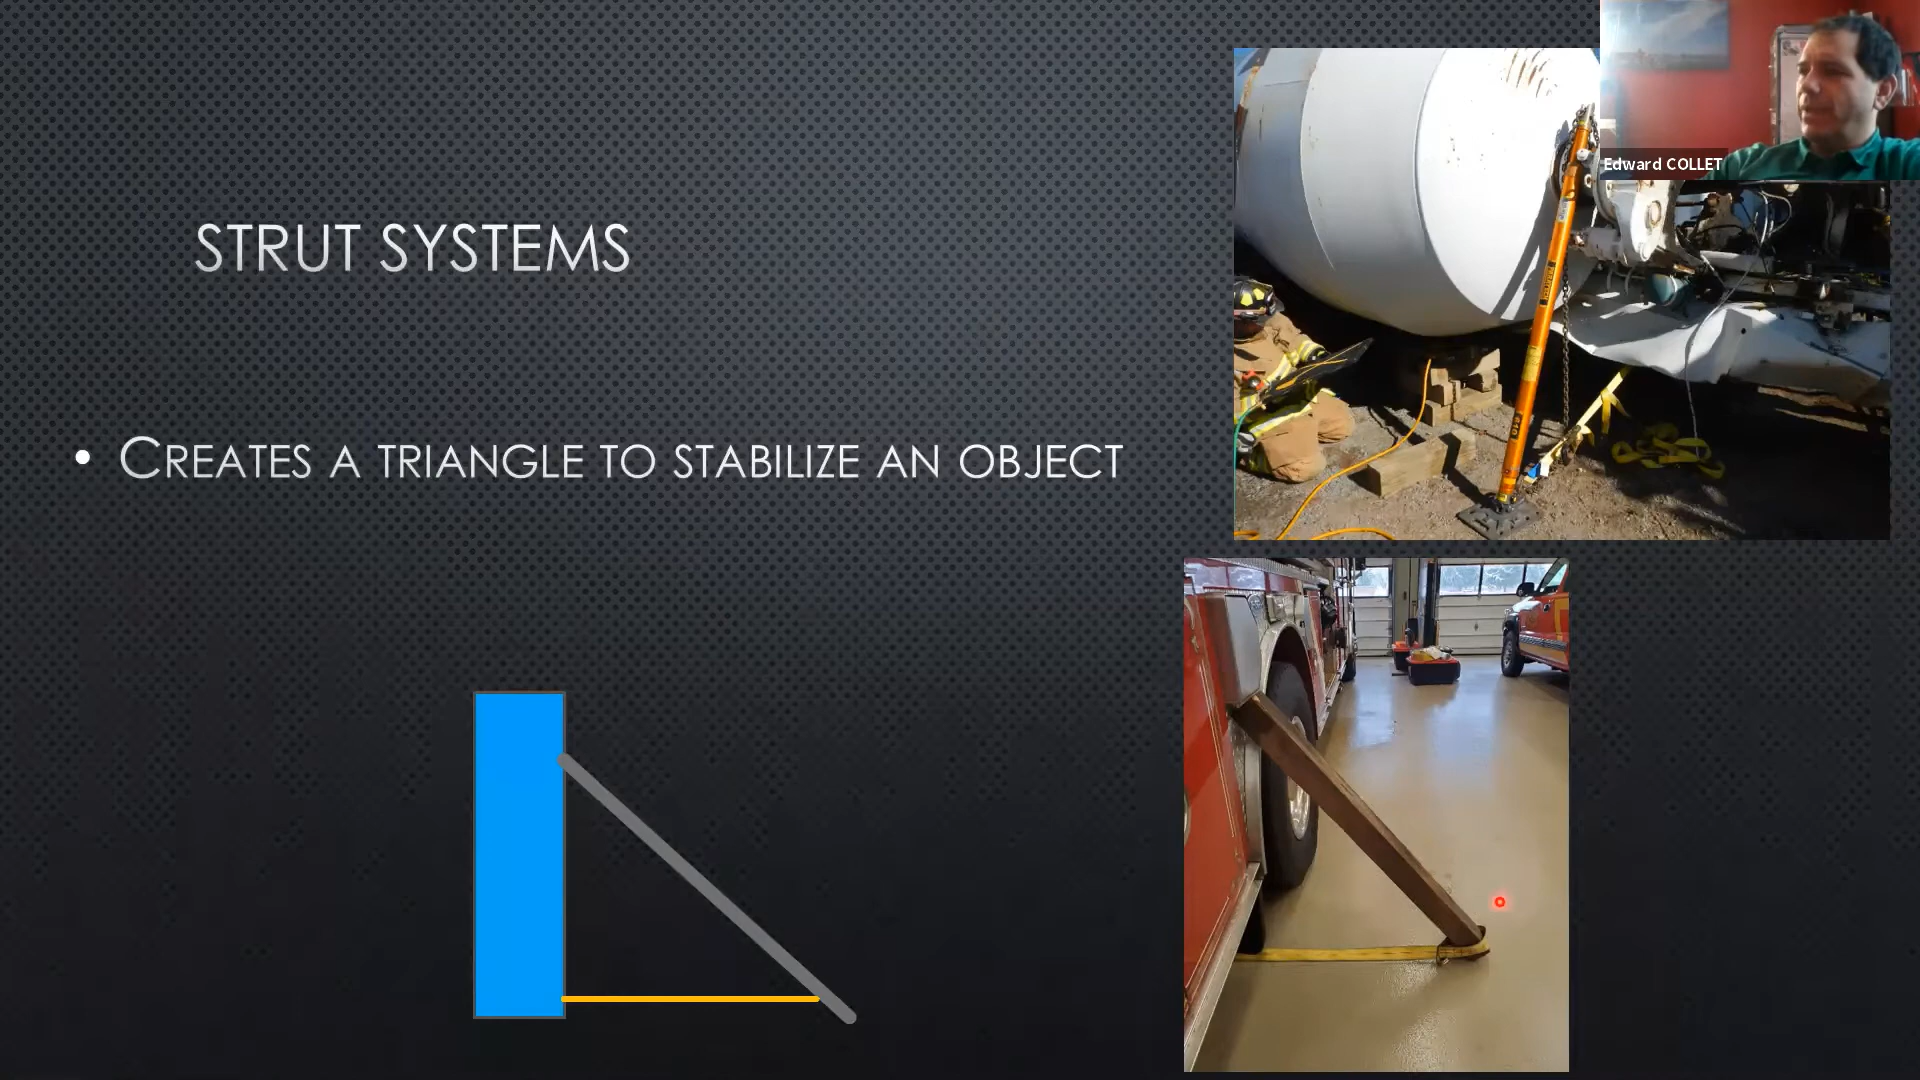 Edward COLLET
STRUT SYSTEMS
• CREATES A TRIANGLE TO STABILIZE AN OBJECT